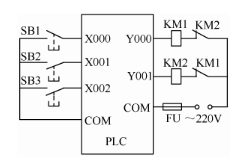 KM1 KM2
SB1 X000 Y000
SB2 X001 KM2 KM1
SB3 Y001
X002
COM
COM FU ～220V
PLC